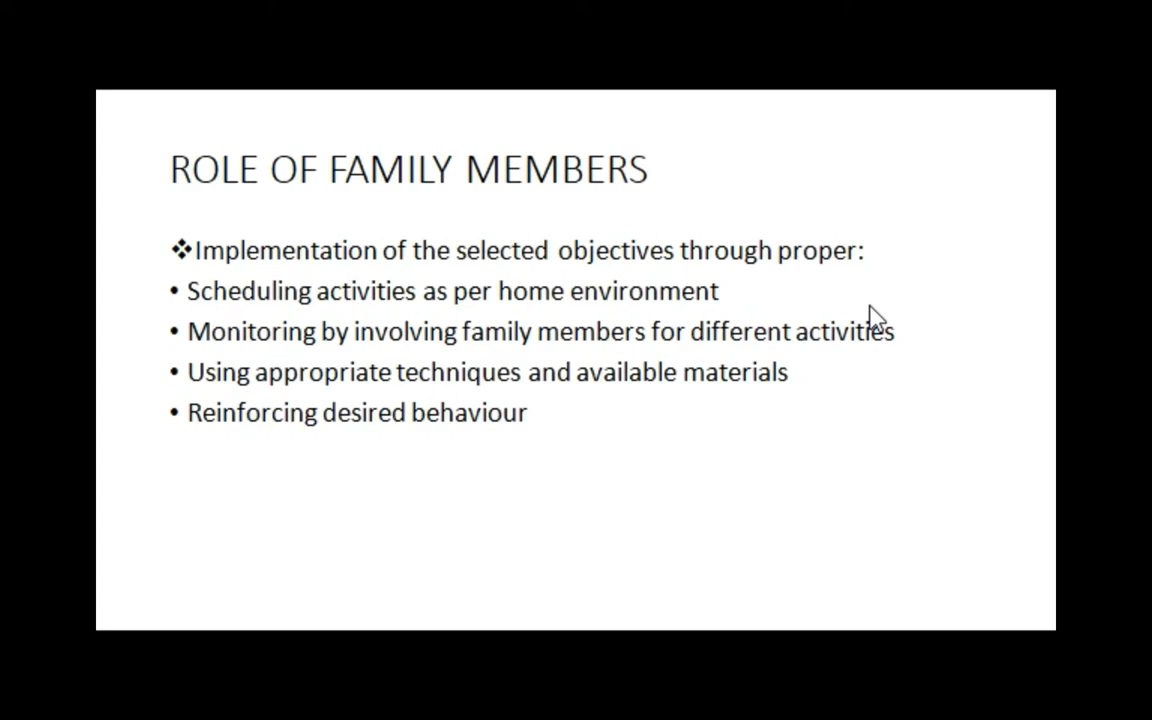 ROLE OF FAMILY MEMBERS
❖Implementation of the selected objectives through proper:
• Scheduling activities as per home environment
• Monitoring by involving family members for different activities
• Using appropriate techniques and available materials
• Reinforcing desired behaviour